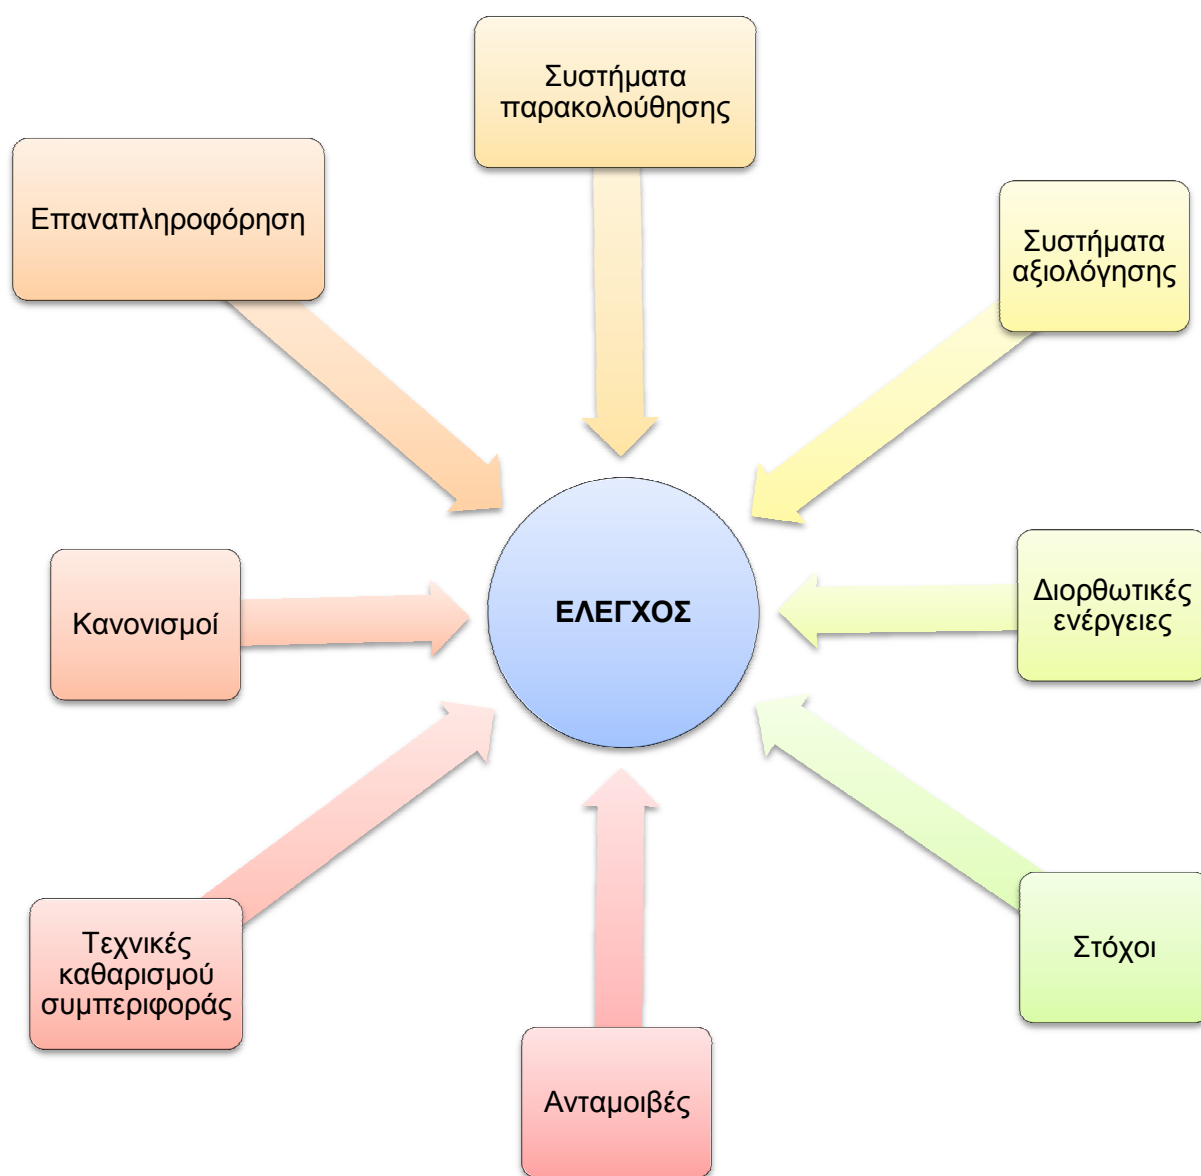 Συστήματα
παρακολούθησης
Επαναπληροφόρηση
Συστήματα
αξιολόγησης
Διορθωτικές
ενέργειες
ΕΛΕΓΧΟΣ
Κανονισμοί
Τεχνικές
καθαρισμού
συμπεριφοράς
Στόχοι
Ανταμοιβές